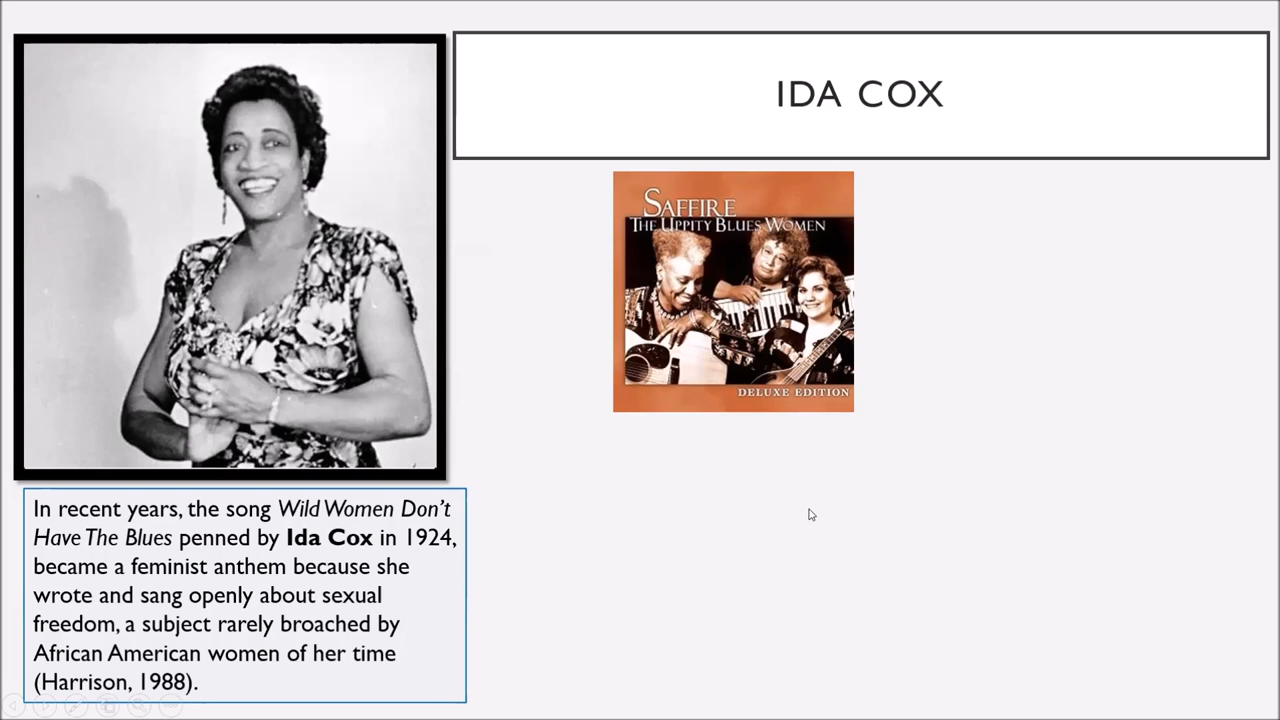 IDA COX
SAFFIRE
THE UPPITY BLUES WOMEN
DELUXE EDITION
In recent years, the song Wild Women Don't
Have The Blues penned by Ida Cox in 1924,
became a feminist anthem because she
wrote and sang openly about sexual
freedom, a subject rarely broached by
African American women of her time
(Harrison, 1988).